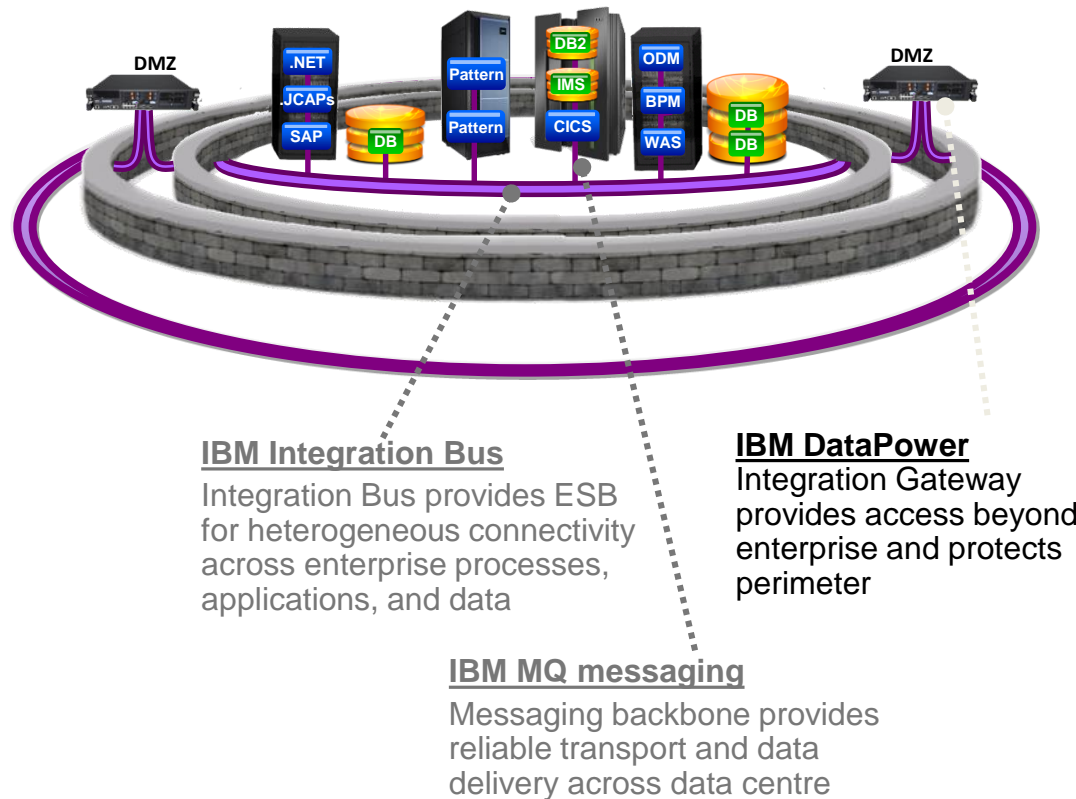 DMZ
.NET
.JCAPs
SAP
DB
Pattern
Pattern
DB2
IMS
CICS
ODM
BPM
WAS
DB
DB
DMZ
IBM Integration Bus
Integration Bus provides ESB
for heterogeneous connectivity
across enterprise processes,
applications, and data
IBM DataPower
Integration Gateway
provides access beyond
enterprise and protects
perimeter
IBM MQ messaging
Messaging backbone provides
reliable transport and data
delivery across data centre